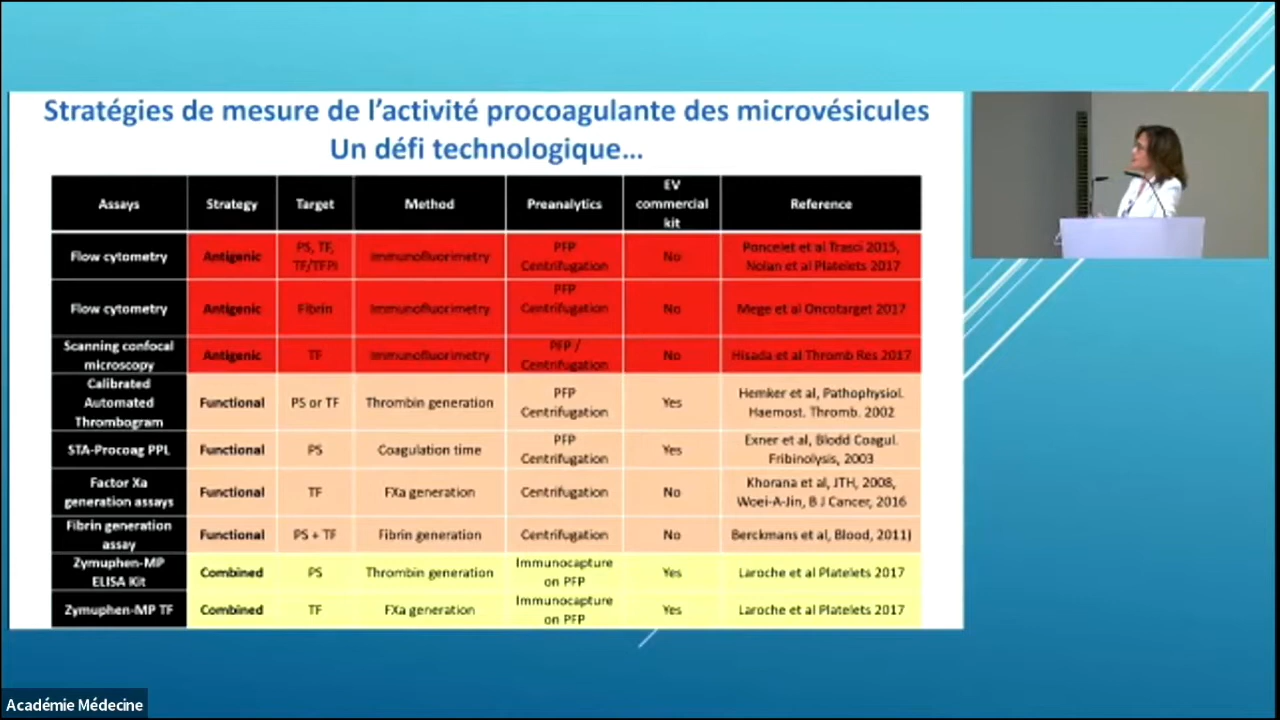 Stratégies de mesure de l'activité procoagulante des microvésicules
Un défi technologique...
Assays Strategy Target Method Preanalytics EV commercial kit Reference
Flow cytometry Antigenic PS, TF, TF/TFPI Immunofluorimetry PFP Centrifugation No Poncelet et al Trasci 2015, Nolan et al Platelets 2017
Flow cytometry Antigenic Fibrin Immunofluorimetry PFP Centrifugation No Mege et al Oncotarget 2017
Scanning confocal microscopy Antigenic TF Immunofluorimetry PFP / Centrifugation No Hisada et al Thromb Res 2017
Calibrated Automated Thrombogram Functional PS or TF Thrombin generation PFP Centrifugation Yes Hemker et al, Pathophysiol. Haemost. Thromb. 2002
STA-Procoag PPL Functional PS Coagulation time PFP Centrifugation Yes Exner et al, Blodd Coagul. Fribinolysis, 2003
Factor Xa generation assays Functional TF FXa generation Centrifugation No Khorana et al, JTH, 2008, Woei-A-Jin, B J Cancer, 2016
Fibrin generation assay Functional PS + TF Fibrin generation Centrifugation No Berckmans et al, Blood, 2011)
Zymuphen-MP ELISA Kit Combined PS Thrombin generation Immunocapture on PFP Yes Laroche et al Platelets 2017
Zymuphen-MP TF Combined TF FXa generation Immunocapture on PFP Yes Laroche et al Platelets 2017
Académie Médecine